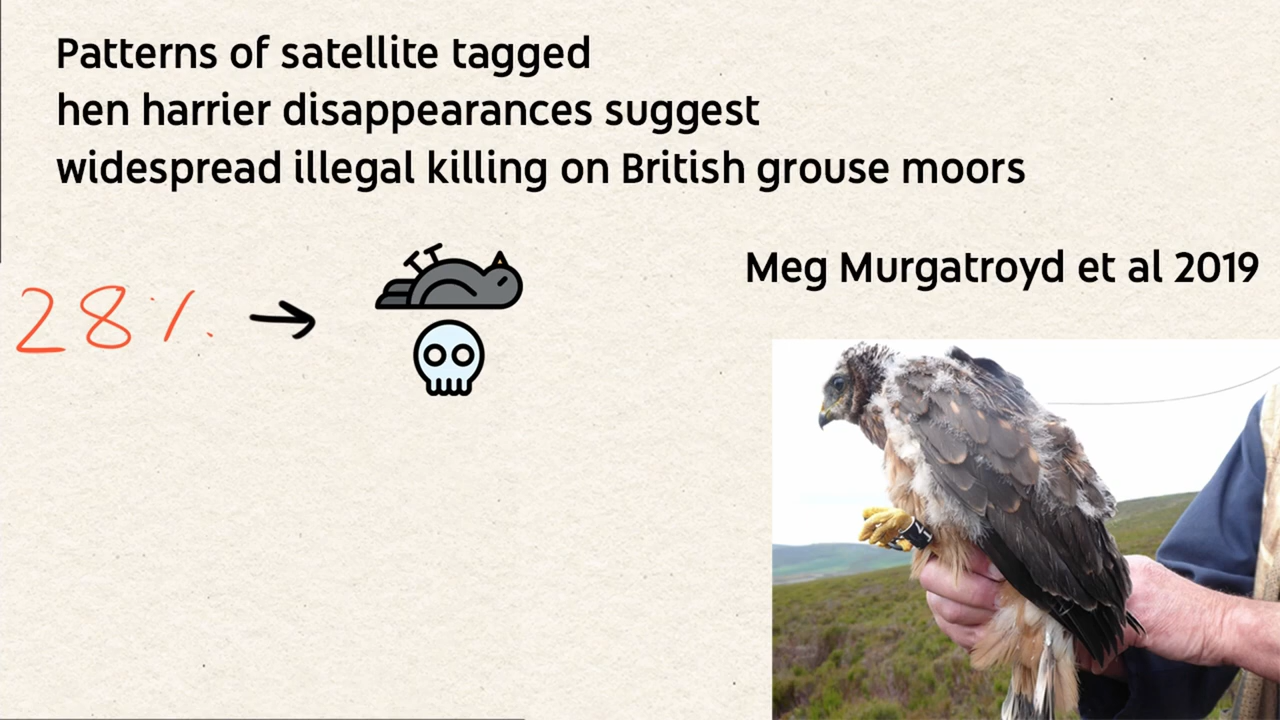 Patterns of satellite tagged
hen harrier disappearances suggest
widespread illegal killing on British grouse moors
Meg Murgatroyd et al 2019
28%